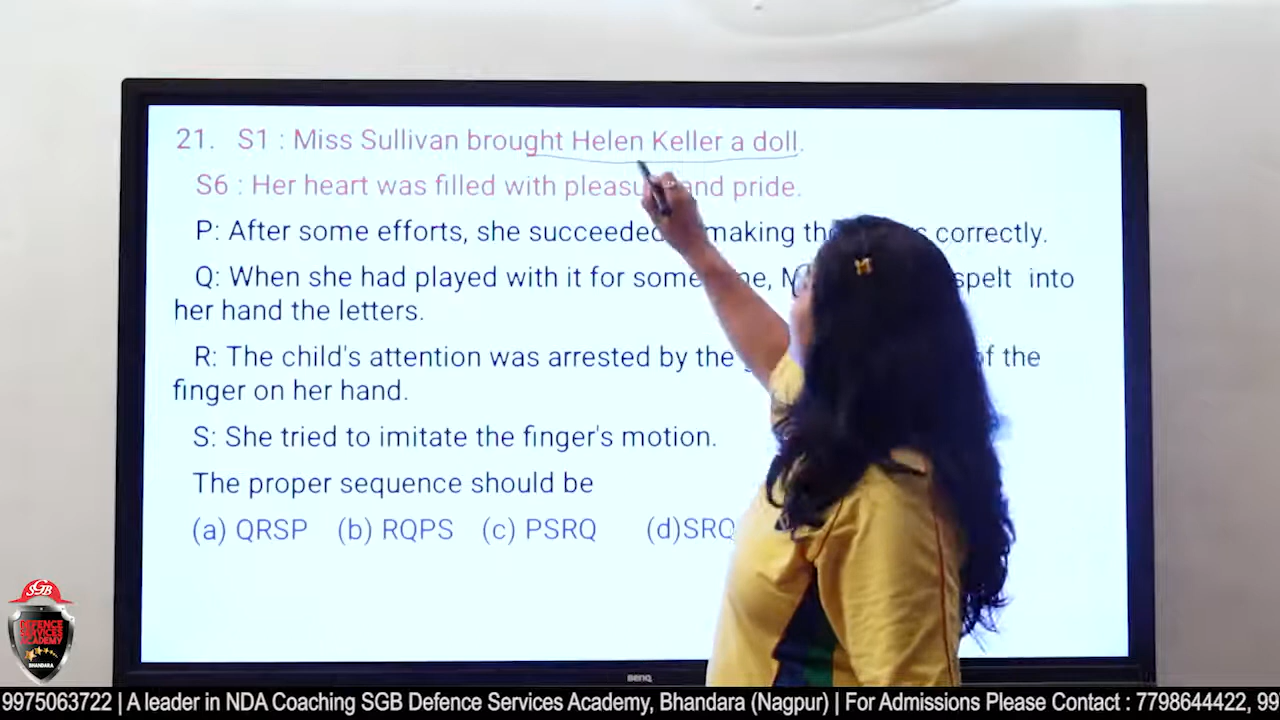 21. S1 : Miss Sullivan brought Helen Keller a doll.
S6 : Her heart was filled with pleasure and pride.
P: After some efforts, she succeeded making the correctly.
Q: When she had played with it for some spelt into
her hand the letters.
R: The child's attention was arrested by the of the
finger on her hand.
S: She tried to imitate the finger's motion.
The proper sequence should be
(a) QRSP (b) RQPS (c) PSRQ (d)SRQ
BENQ
SGB
DEFENCE
SERVICES
ACADEMY
BHANDARA
9975063722 | A leader in NDA Coaching SGB Defence Services Academy, Bhandara (Nagpur) | For Admissions Please Contact : 7798644422, 99